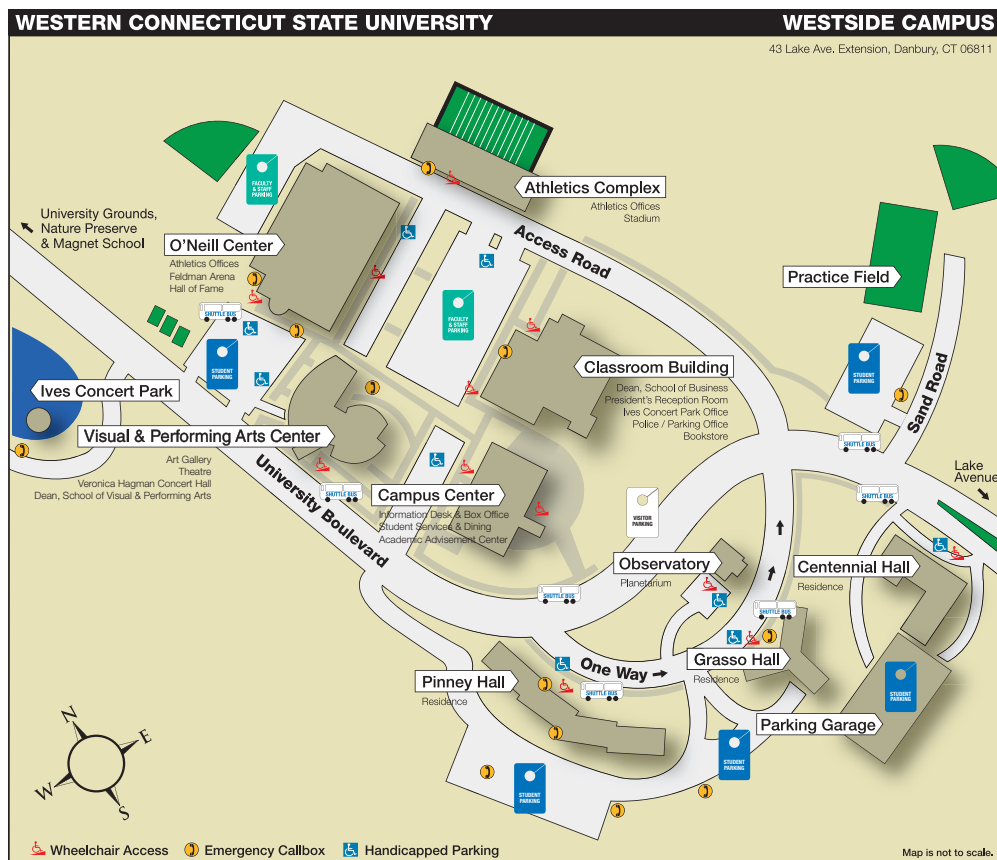 WESTERN CONNECTICUT STATE UNIVERSITY
WESTSIDE CAMPUS
43 Lake Ave. Extension, Danbury, CT 06811
FACULTY
& STAFF
PARKING
Athletics Complex
Athletics Offices
Stadium
University Grounds,
Nature Preserve
& Magnet School
O'Neill Center
Athletics Offices
Feldman Arena
Hall of Fame
Access Road
Practice Field
SHUTTLE BUS
FACULTY
& STAFF
PARKING
STUDENT
PARKING
Classroom Building
Dean, School of Business
President's Reception Room
Ives Concert Park Office
Police / Parking Office
Bookstore
STUDENT
PARKING
Sand Road
Ives Concert Park
Visual & Performing Arts Center
Art Gallery
Theatre
Veronica Hagman Concert Hall
Dean, School of Visual & Performing Arts
University Boulevard
SHUTTLE BUS
Campus Center
Information Desk & Box Office
Student Services & Dining
Academic Advisement Center
SHUTTLE BUS
Lake
Avenue
SHUTTLE BUS
VISITOR
PARKING
Observatory
Planetarium
Centennial Hall
Residence
SHUTTLE BUS
SHUTTLE BUS
One Way
Grasso Hall
Residence
Pinney Hall
Residence
SHUTTLE BUS
STUDENT
PARKING
Parking Garage
STUDENT
PARKING
STUDENT
PARKING
N
E
W
S
Wheelchair Access
Emergency Callbox
Handicapped Parking
Map is not to scale.